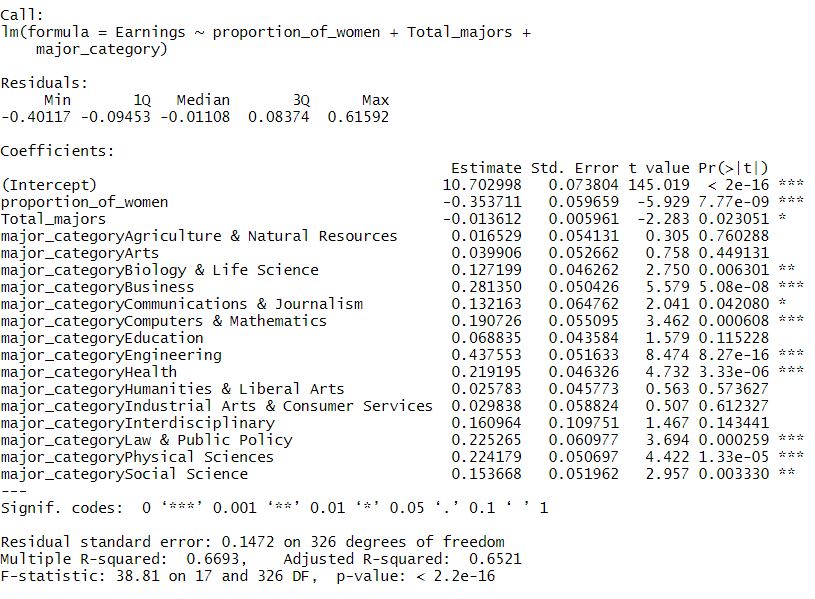 Call:
lm(formula = Earnings ~ proportion_of_women + Total_majors +
    major_category)

Residuals:
     Min       1Q   Median       3Q      Max
-0.40117 -0.09453 -0.01108  0.08374  0.61592

Coefficients:
                                                   Estimate Std. Error t value Pr(>|t|)
(Intercept)                                       10.702998   0.073804 145.019  < 2e-16 ***
proportion_of_women                               -0.353711   0.059659  -5.929 7.77e-09 ***
Total_majors                                      -0.013612   0.005961  -2.283 0.023051 *
major_categoryAgriculture & Natural Resources      0.016529   0.054131   0.305 0.760288
major_categoryArts                                 0.039906   0.052662   0.758 0.449131
major_categoryBiology & Life Science               0.127199   0.046262   2.750 0.006301 **
major_categoryBusiness                             0.281350   0.050426   5.579 5.08e-08 ***
major_categoryCommunications & Journalism          0.132163   0.064762   2.041 0.042080 *
major_categoryComputers & Mathematics              0.190726   0.055095   3.462 0.000608 ***
major_categoryEducation                            0.068835   0.043584   1.579 0.115228
major_categoryEngineering                          0.437553   0.051633   8.474 8.27e-16 ***
major_categoryHealth                               0.219195   0.046326   4.732 3.33e-06 ***
major_categoryHumanities & Liberal Arts            0.025783   0.045773   0.563 0.573627
major_categoryIndustrial Arts & Consumer Services  0.029838   0.058824   0.507 0.612327
major_categoryInterdisciplinary                    0.160964   0.109751   1.467 0.143441
major_categoryLaw & Public Policy                  0.225265   0.060977   3.694 0.000259 ***
major_categoryPhysical Sciences                    0.224179   0.050697   4.422 1.33e-05 ***
major_categorySocial Science                       0.153668   0.051962   2.957 0.003330 **
---
Signif. codes:  0 ‘***’ 0.001 ‘**’ 0.01 ‘*’ 0.05 ‘.’ 0.1 ‘ ’ 1

Residual standard error: 0.1472 on 326 degrees of freedom
Multiple R-squared:  0.6693,    Adjusted R-squared:  0.6521
F-statistic: 38.81 on 17 and 326 DF,  p-value: < 2.2e-16